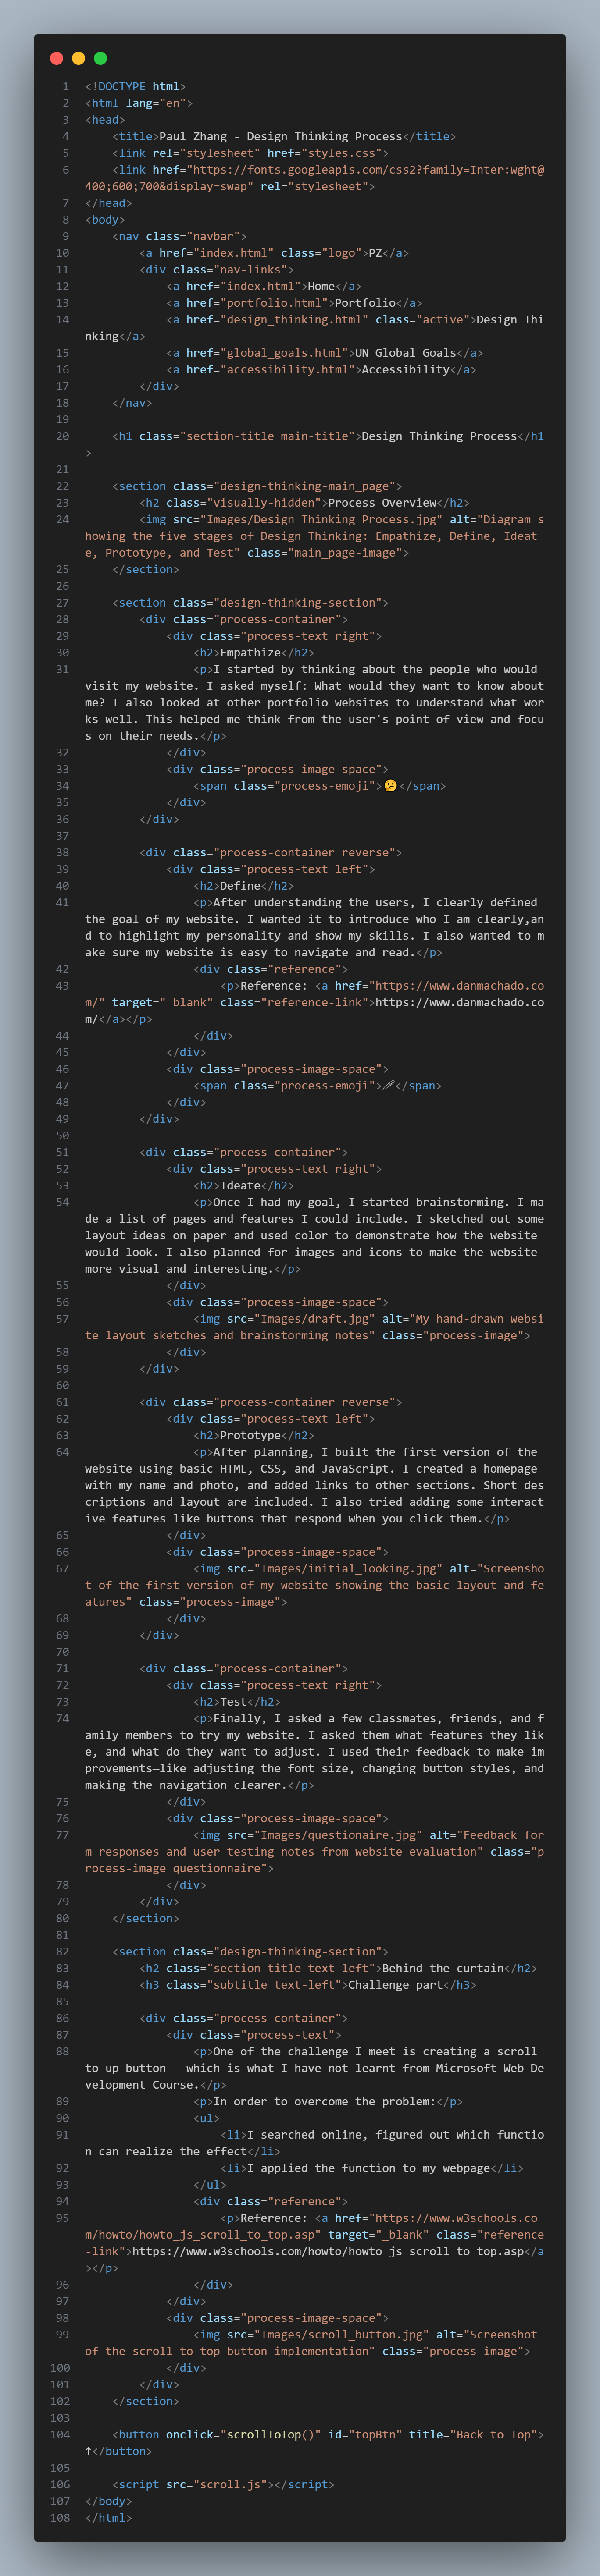 1 <!DOCTYPE html>
2 <html lang="en">
3 <head>
4     <title>Paul Zhang - Design Thinking Process</title>
5     <link rel="stylesheet" href="styles.css">
6     <link href="https://fonts.googleapis.com/css2?family=Inter:wght@
400;600;700&display=swap" rel="stylesheet">
7 </head>
8 <body>
9     <nav class="navbar">
10         <a href="index.html" class="logo">PZ</a>
11         <div class="nav-links">
12             <a href="index.html">Home</a>
13             <a href="portfolio.html">Portfolio</a>
14             <a href="design_thinking.html" class="active">Design Thi
nking</a>
15             <a href="global_goals.html">UN Global Goals</a>
16             <a href="accessibility.html">Accessibility</a>
17         </div>
18     </nav>
19
20     <h1 class="section-title main-title">Design Thinking Process</h1
>
21
22     <section class="design-thinking-main_page">
23         <h2 class="visually-hidden">Process Overview</h2>
24         <img src="Images/Design_Thinking_Process.jpg" alt="Diagram s
howing the five stages of Design Thinking: Empathize, Define, Ideat
e, Prototype, and Test" class="main_page-image">
25     </section>
26
27     <section class="design-thinking-section">
28         <div class="process-container">
29             <div class="process-text right">
30                 <h2>Empathize</h2>
31                 <p>I started by thinking about the people who would
visit my website. I asked myself: What would they want to know about
me? I also looked at other portfolio websites to understand what wor
ks well. This helped me think from the user's point of view and focu
s on their needs.</p>
32             </div>
33             <div class="process-image-space">
34                 <span class="process-emoji">🤔</span>
35             </div>
36         </div>
37
38         <div class="process-container reverse">
39             <div class="process-text left">
40                 <h2>Define</h2>
41                 <p>After understanding the users, I clearly defined
the goal of my website. I wanted it to introduce who I am clearly,an
d to highlight my personality and show my skills. I also wanted to m
ake sure my website is easy to navigate and read.</p>
42                 <div class="reference">
43                     <p>Reference: <a href="https://www.danmachado.co
m/" target="_blank" class="reference-link">https://www.danmachado.co
m/</a></p>
44                 </div>
45             </div>
46             <div class="process-image-space">
47                 <span class="process-emoji">🖊</span>
48             </div>
49         </div>
50
51         <div class="process-container">
52             <div class="process-text right">
53                 <h2>Ideate</h2>
54                 <p>Once I had my goal, I started brainstorming. I ma
de a list of pages and features I could include. I sketched out some
layout ideas on paper and used color to demonstrate how the website
would look. I also planned for images and icons to make the website
more visual and interesting.</p>
55             </div>
56             <div class="process-image-space">
57                 <img src="Images/draft.jpg" alt="My hand-drawn websi
te layout sketches and brainstorming notes" class="process-image">
58             </div>
59         </div>
60
61         <div class="process-container reverse">
62             <div class="process-text left">
63                 <h2>Prototype</h2>
64                 <p>After planning, I built the first version of the
website using basic HTML, CSS, and JavaScript. I created a homepage
with my name and photo, and added links to other sections. Short des
criptions and layout are included. I also tried adding some interact
ive features like buttons that respond when you click them.</p>
65             </div>
66             <div class="process-image-space">
67                 <img src="Images/initial_looking.jpg" alt="Screensho
t of the first version of my website showing the basic layout and fe
atures" class="process-image">
68             </div>
69         </div>
70
71         <div class="process-container">
72             <div class="process-text right">
73                 <h2>Test</h2>
74                 <p>Finally, I asked a few classmates, friends, and f
amily members to try my website. I asked them what features they lik
e, and what do they want to adjust. I used their feedback to make im
provements—like adjusting the font size, changing button styles, and
making the navigation clearer.</p>
75             </div>
76             <div class="process-image-space">
77                 <img src="Images/questionaire.jpg" alt="Feedback for
m responses and user testing notes from website evaluation" class="p
rocess-image questionnaire">
78             </div>
79         </div>
80     </section>
81
82     <section class="design-thinking-section">
83         <h2 class="section-title text-left">Behind the curtain</h2>
84         <h3 class="subtitle text-left">Challenge part</h3>
85
86         <div class="process-container">
87             <div class="process-text">
88                 <p>One of the challenge I meet is creating a scroll
to up button - which is what I have not learnt from Microsoft Web De
velopment Course.</p>
89                 <p>In order to overcome the problem:</p>
90                 <ul>
91                     <li>I searched online, figured out which functio
n can realize the effect</li>
92                     <li>I applied the function to my webpage</li>
93                 </ul>
94                 <div class="reference">
95                     <p>Reference: <a href="https://www.w3schools.co
m/howto/howto_js_scroll_to_top.asp" target="_blank" class="reference
-link">https://www.w3schools.com/howto/howto_js_scroll_to_top.asp</a
></p>
96                 </div>
97             </div>
98             <div class="process-image-space">
99                 <img src="Images/scroll_button.jpg" alt="Screenshot
of the scroll to top button implementation" class="process-image">
100             </div>
101         </div>
102     </section>
103
104     <button onclick="scrollToTop()" id="topBtn" title="Back to Top">
↑</button>
105
106     <script src="scroll.js"></script>
107 </body>
108 </html>